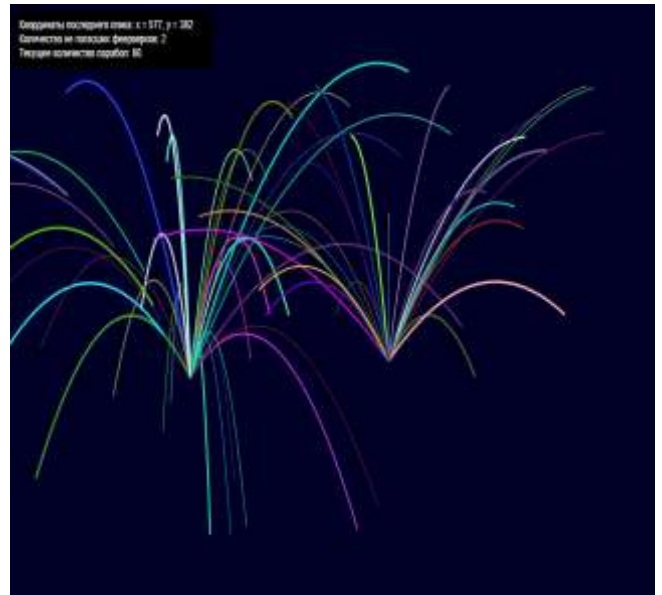 Координаты последнего клика: x = 577, y = 382
Количество не погасших фейерверков: 2
Текущее количество парабол: 80